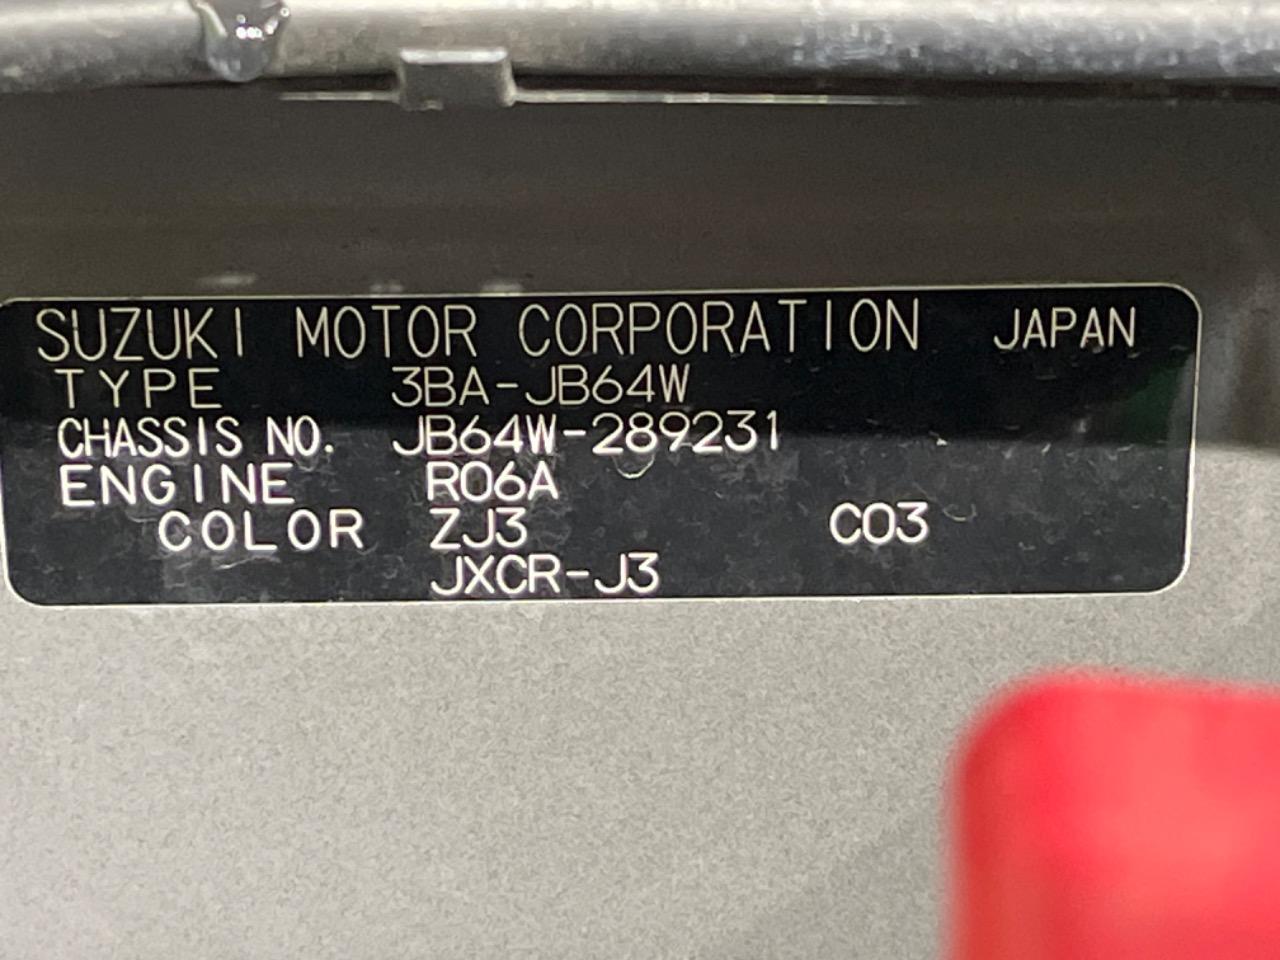 SUZUKI MOTOR CORPORATION JAPAN
TYPE 3BA-JB64W
CHASSIS NO. JB64W-289231
ENGINE R06A
COLOR ZJ3 C03
JXCR-J3